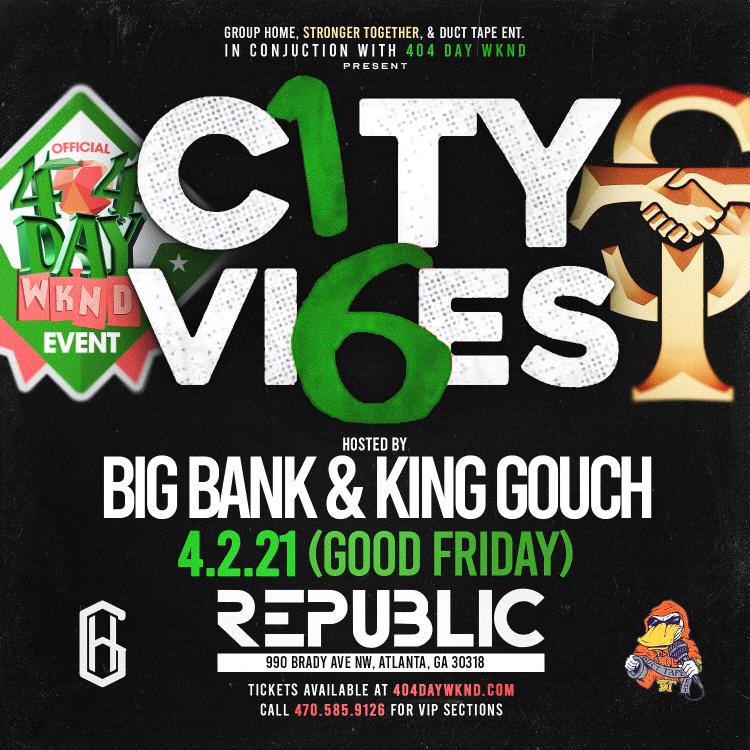 GROUP HOME, STRONGER TOGETHER, & DUCT TAPE ENT.
IN CONJUCTION WITH 404 DAY WKND
PRESENT
C1TY
VI6ES
OFFICIAL
404
DAY
WKND
EVENT
HOSTED BY
BIG BANK & KING GOUCH
4.2.21 (GOOD FRIDAY)
REPUBLIC
990 BRADY AVE NW, ATLANTA, GA 30318
TICKETS AVAILABLE AT 404DAYWKND.COM
CALL 470.585.9126 FOR VIP SECTIONS